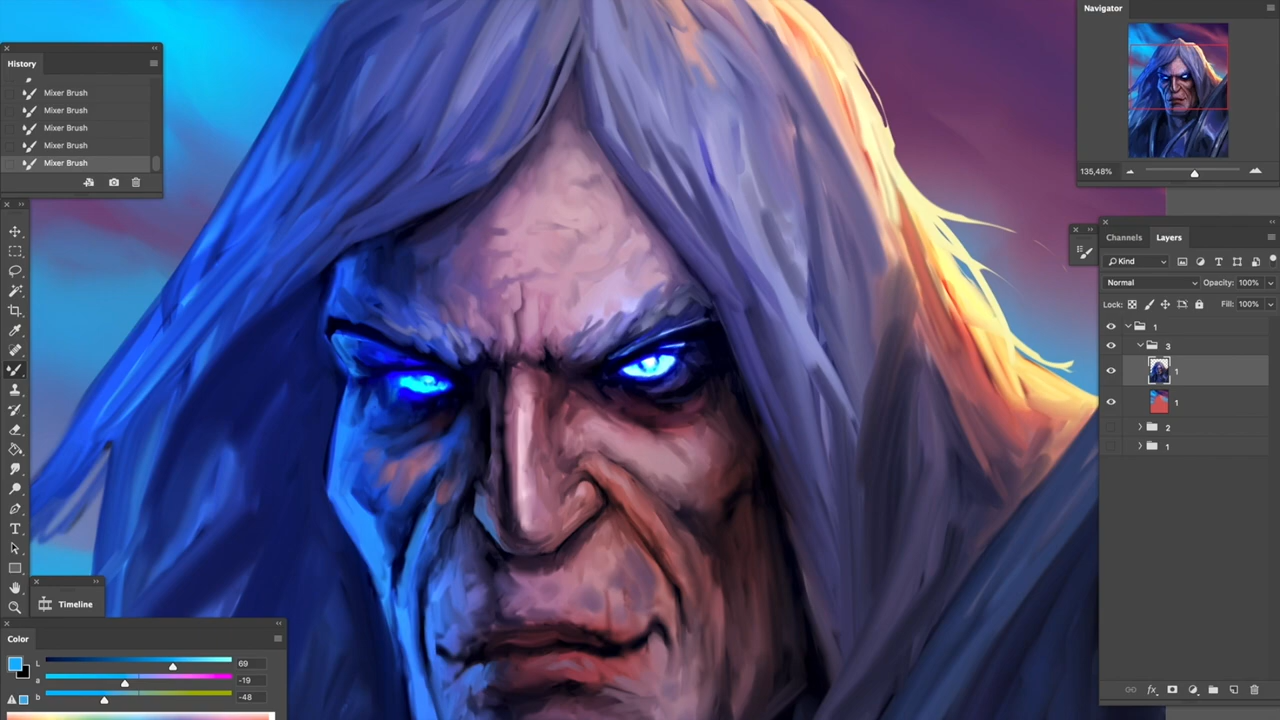 History
Mixer Brush
Mixer Brush
Mixer Brush
Mixer Brush
Mixer Brush
Navigator
135,48%
Channels
Layers
Kind
Normal
Opacity: 100%
Lock:
Fill: 100%
1
3
1
1
2
1
T
Timeline
Color
L 69
a -19
b -48